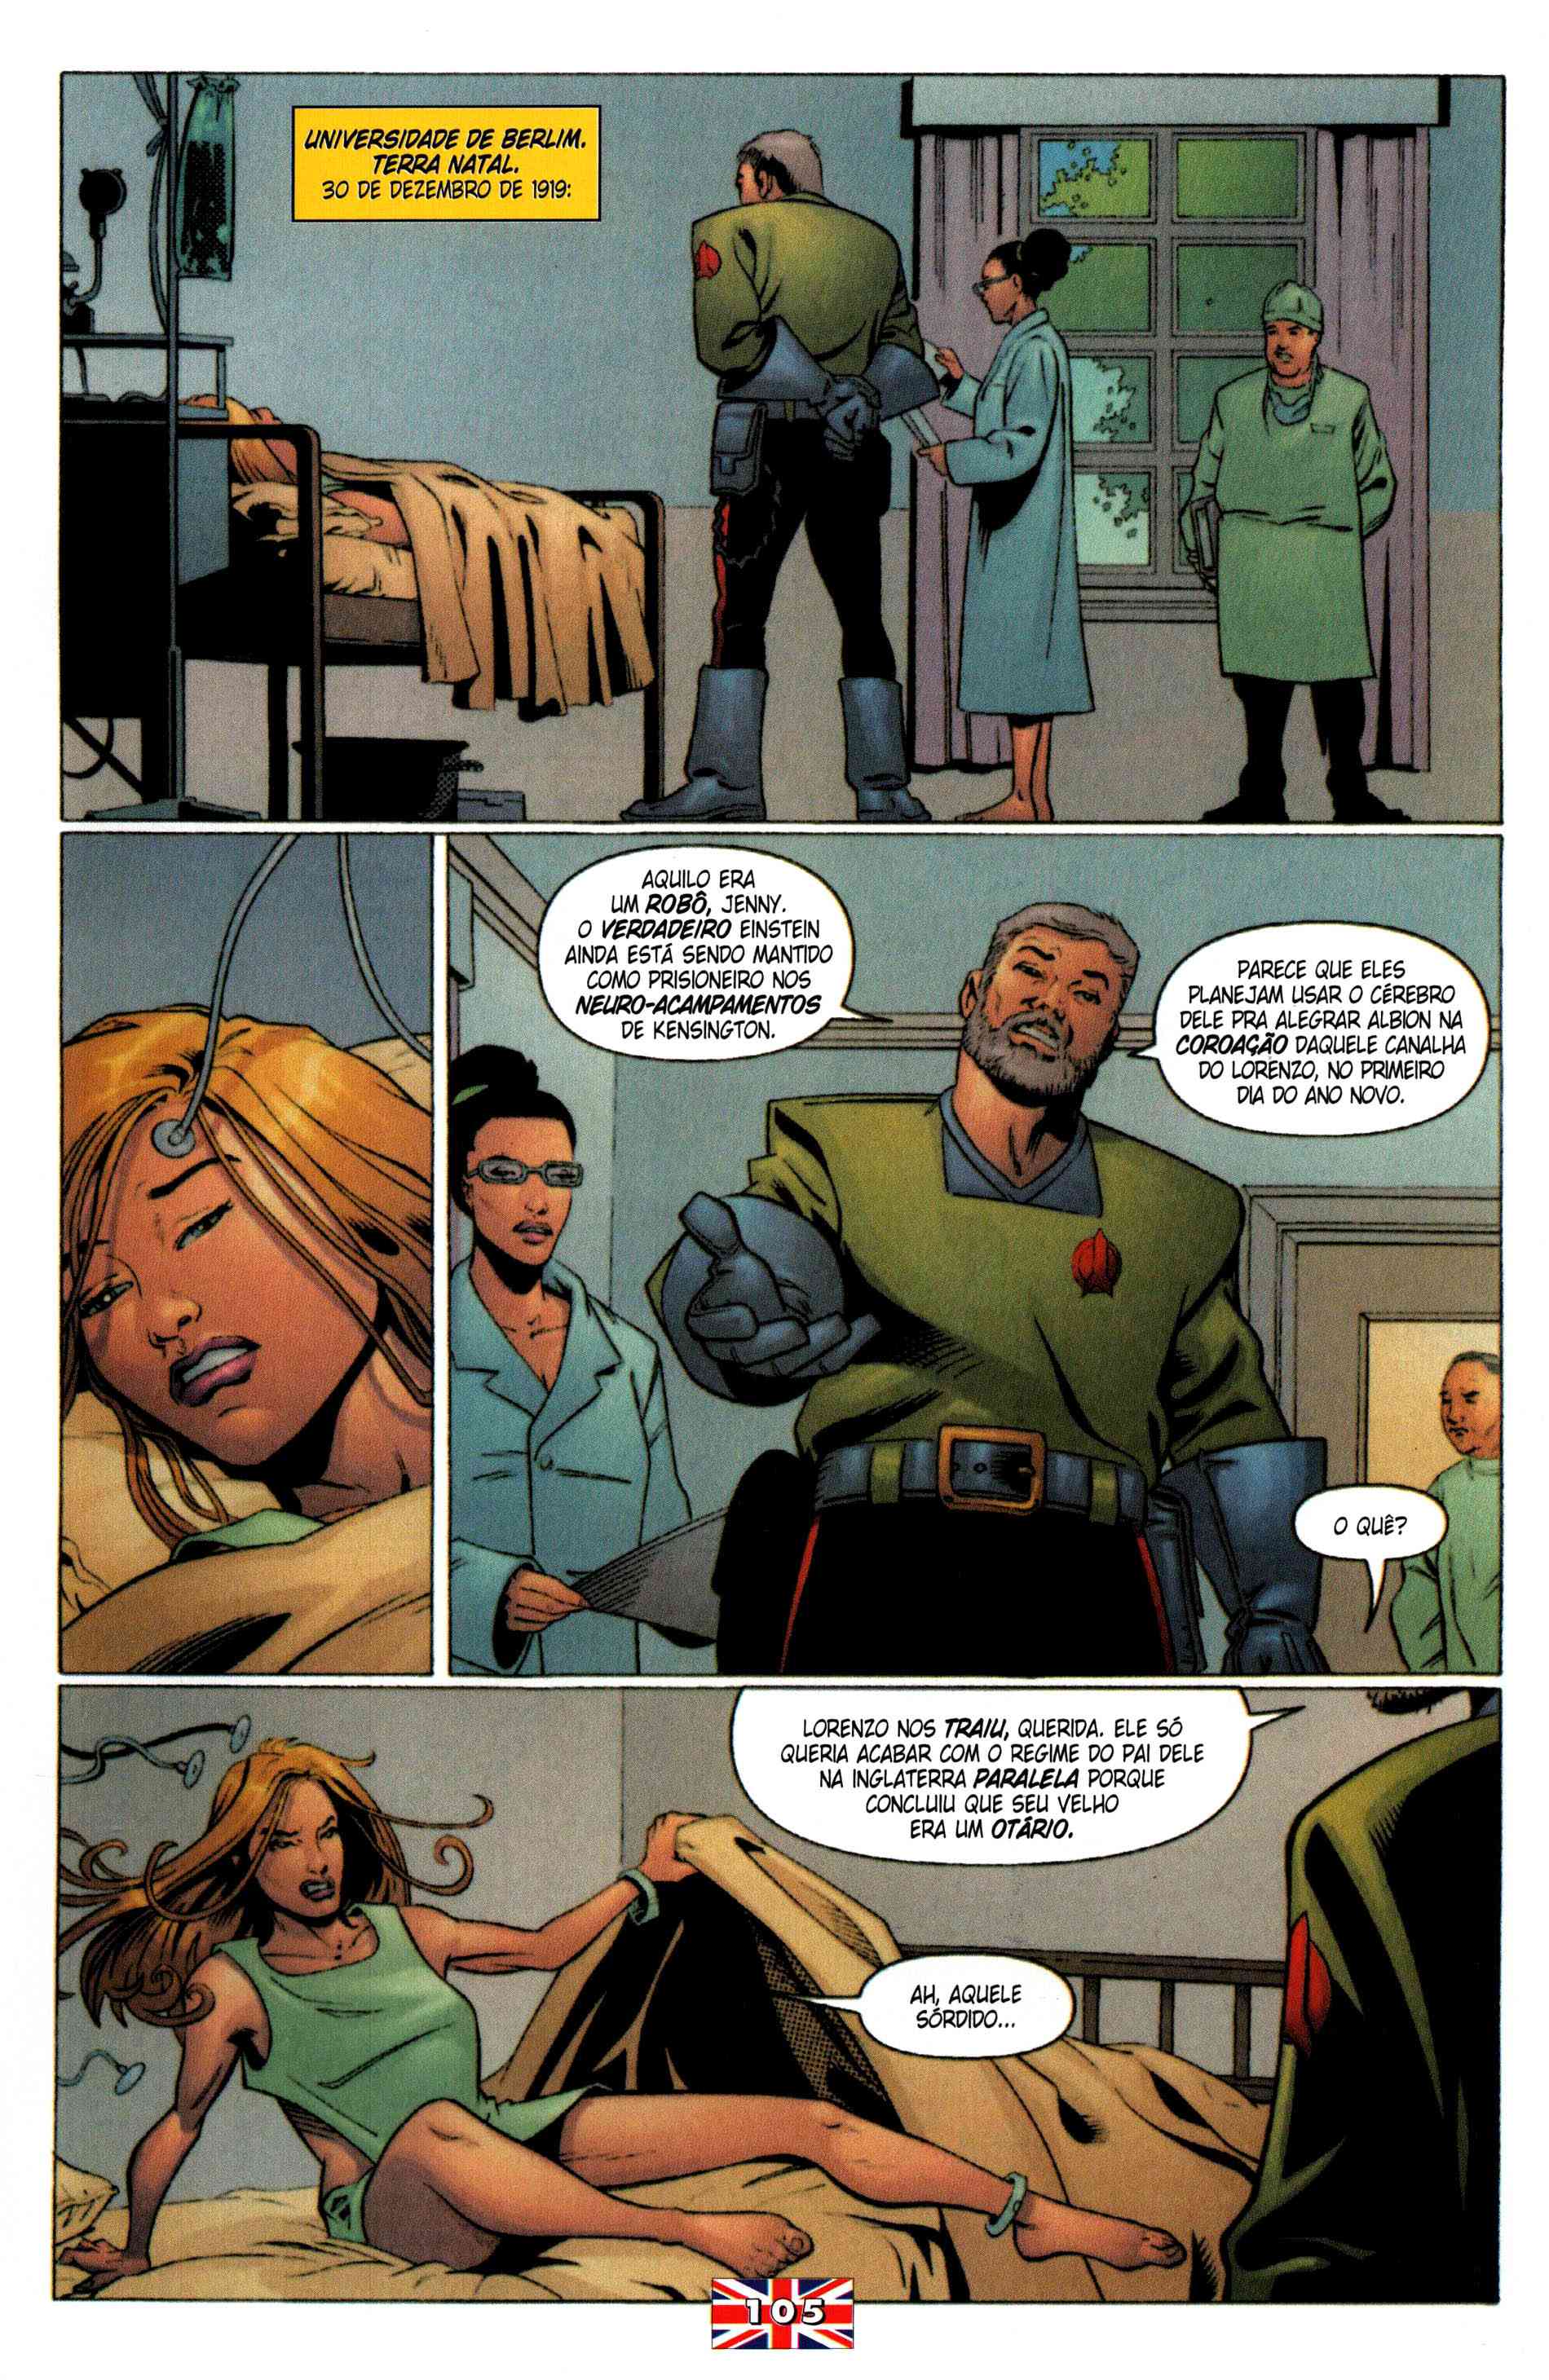 UNIVERSIDADE DE BERLIM.
TERRA NATAL.
30 DE DEZEMBRO DE 1919:
AQUILO ERA
UM ROBÔ, JENNY.
O VERDADEIRO EINSTEIN
AINDA ESTÁ SENDO MANTIDO
COMO PRISIONEIRO NOS
NEURO-ACAMPAMENTOS
DE KENSINGTON.
PARECE QUE ELES
PLANEJAM USAR O CÉREBRO
DELE PRA ALEGRAR ALBION NA
COROAÇÃO DAQUELE CANALHA
DO LORENZO, NO PRIMEIRO
DIA DO ANO NOVO.
O QUÊ?
LORENZO NOS TRAIU, QUERIDA. ELE SÓ
QUERIA ACABAR COM O REGIME DO PAI DELE
NA INGLATERRA PARALELA PORQUE
CONCLUIU QUE SEU VELHO
ERA UM OTÁRIO.
AH, AQUELE
SÓRDIDO...
105